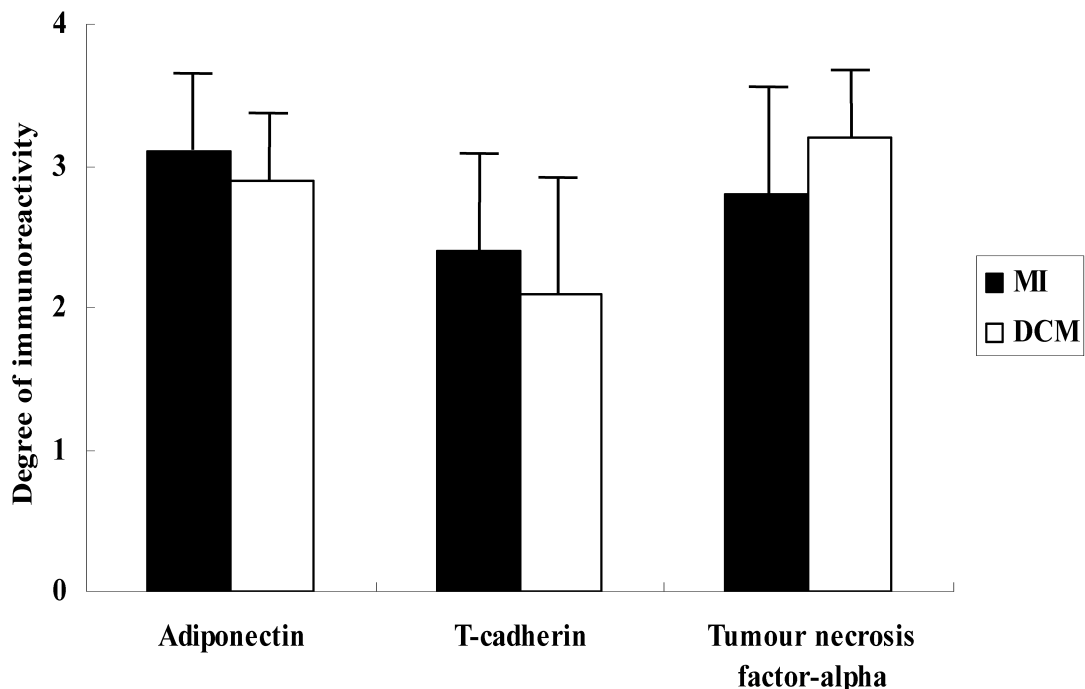 4
3
2
1
0
Degree of immunoreactivity
Adiponectin
T-cadherin
Tumour necrosis
factor-alpha
MI
DCM